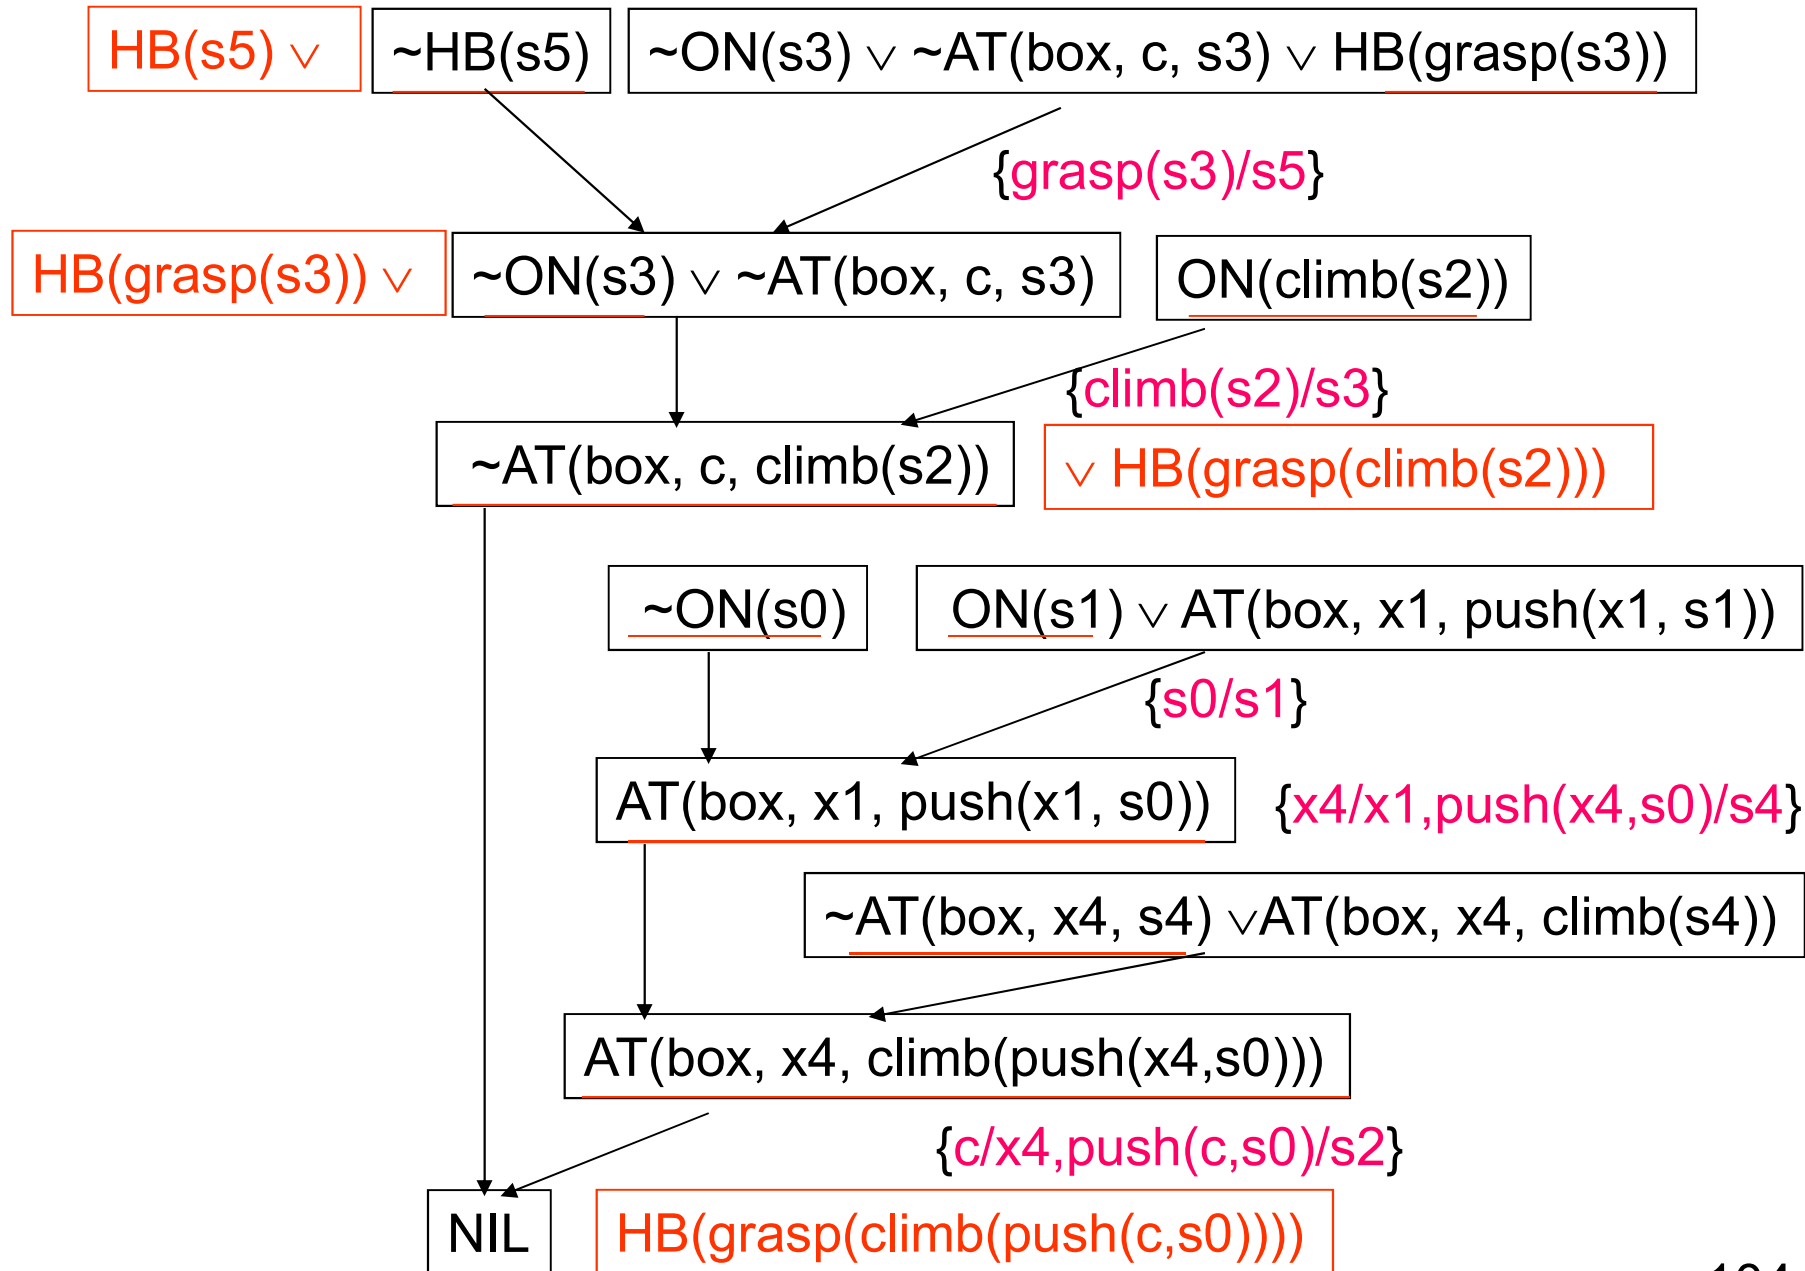 HB(s5) ∨ ~HB(s5) ~ON(s3) ∨ ~AT(box, c, s3) ∨ HB(grasp(s3))
{grasp(s3)/s5}
HB(grasp(s3)) ∨ ~ON(s3) ∨ ~AT(box, c, s3) ON(climb(s2))
{climb(s2)/s3}
~AT(box, c, climb(s2)) ∨ HB(grasp(climb(s2)))
~ON(s0) ON(s1) ∨ AT(box, x1, push(x1, s1))
{s0/s1}
AT(box, x1, push(x1, s0)) {x4/x1,push(x4,s0)/s4}
~AT(box, x4, s4) ∨AT(box, x4, climb(s4))
AT(box, x4, climb(push(x4,s0)))
{c/x4,push(c,s0)/s2}
NIL HB(grasp(climb(push(c,s0))))